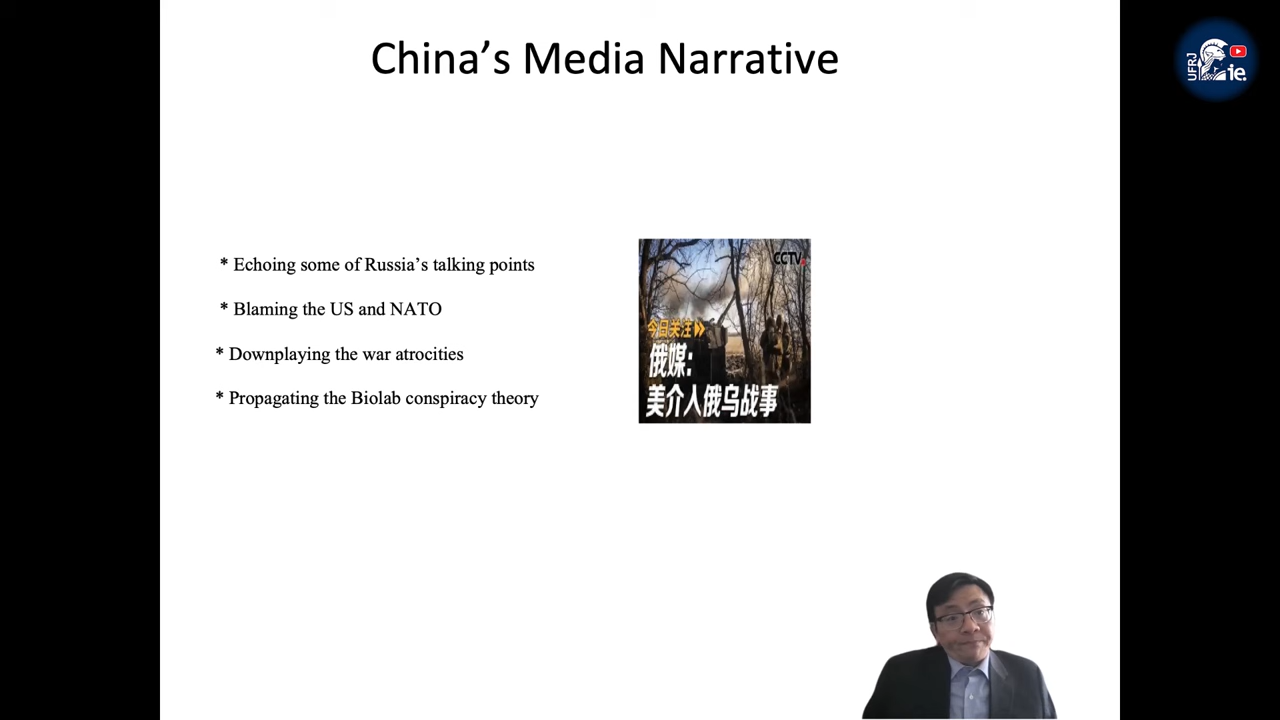 China’s Media Narrative
UFRJ
ie.
* Echoing some of Russia’s talking points
* Blaming the US and NATO
* Downplaying the war atrocities
* Propagating the Biolab conspiracy theory
CCTV
今日关注
俄媒:
美介入俄乌战事